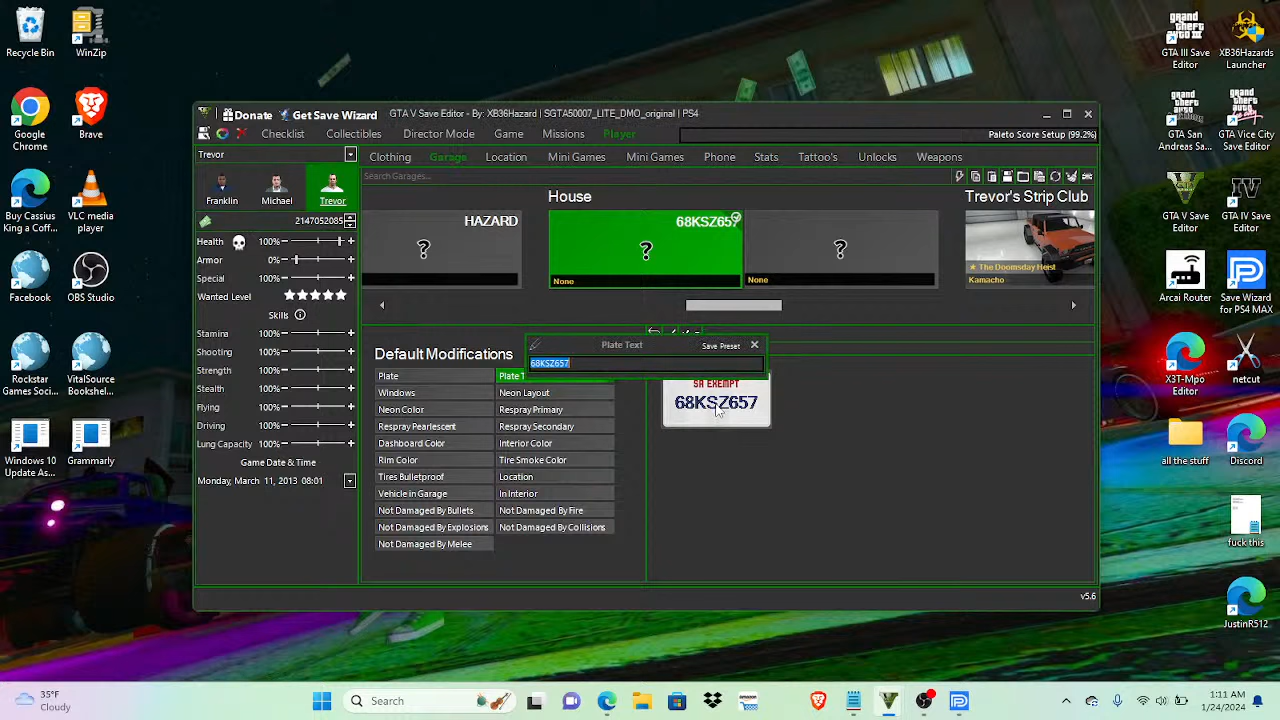 Recycle Bin
WinZip
Google Chrome
Brave
Buy Cassius King a Coff...
VLC media player
Facebook
OBS Studio
Rockstar Games Soci...
VitalSource Bookshel...
Windows 10 Update As...
Grammarly
Donate
Get Save Wizard
GTA V Save Editor - By: XB36Hazard | SGTA50007_LITE_DMO_original | PS4
Checklist
Collectibles
Director Mode
Game
Missions
Player
Paleto Score Setup (99.2%)
Trevor
Clothing
Garage
Location
Mini Games
Mini Games
Phone
Stats
Tattoo's
Unlocks
Weapons
Search Garages...
Franklin
Michael
Trevor
2147052085
Health 100%
Armor 0%
Special 100%
Wanted Level
Skills
Stamina 100%
Shooting 100%
Strength 100%
Stealth 100%
Flying 100%
Driving 100%
Lung Capacity 100%
Game Date & Time
Monday, March 11, 2013 08:01
House
Trevor's Strip Club
HAZARD
?
68KSZ657
?
None
?
None
The Doomsday Heist
Kamacho
Default Modifications
Plate
Plate T
Windows
Neon Layout
Neon Color
Respray Primary
Respray Pearlescent
Respray Secondary
Dashboard Color
Interior Color
Rim Color
Tire Smoke Color
Tires Bulletproof
Location
Vehicle in Garage
In Interior
Not Damaged By Bullets
Not Damaged By Fire
Not Damaged By Explosions
Not Damaged By Collisions
Not Damaged By Melee
Plate Text
Save Preset
68KSZ657
SA EXEMPT
68KSZ657
v5.6
GTA III Save Editor
XB36Hazards Launcher
GTA San Andreas Sa...
GTA Vice City Save Editor
GTA V Save Editor
GTA IV Save Editor
Arcai Router
Save Wizard for PS4 MAX
X3T-Mpo Editor
netcut
all the stuff
Discord
fuck this
JustinR512
35°F
Cloudy
Search
1:11 AM
1/24/2024